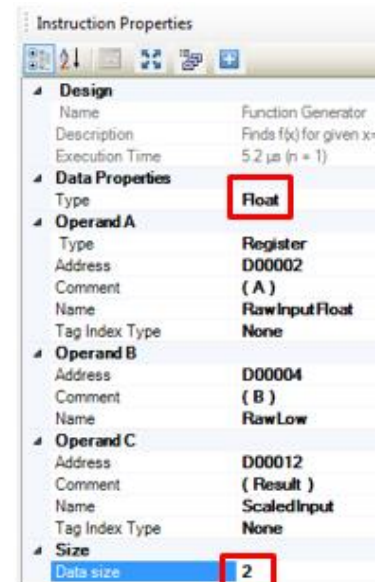 Instruction Properties
Design
Name Function Generator
Description Finds f(x) for given x=
Execution Time 5.2 µs (n = 1)
Data Properties
Type Float
Operand A
Type Register
Address D00002
Comment ( A )
Name RawInputFloat
Tag Index Type None
Operand B
Address D00004
Comment ( B )
Name RawLow
Operand C
Address D00012
Comment ( Result )
Name ScaledInput
Tag Index Type None
Size
Data size 2